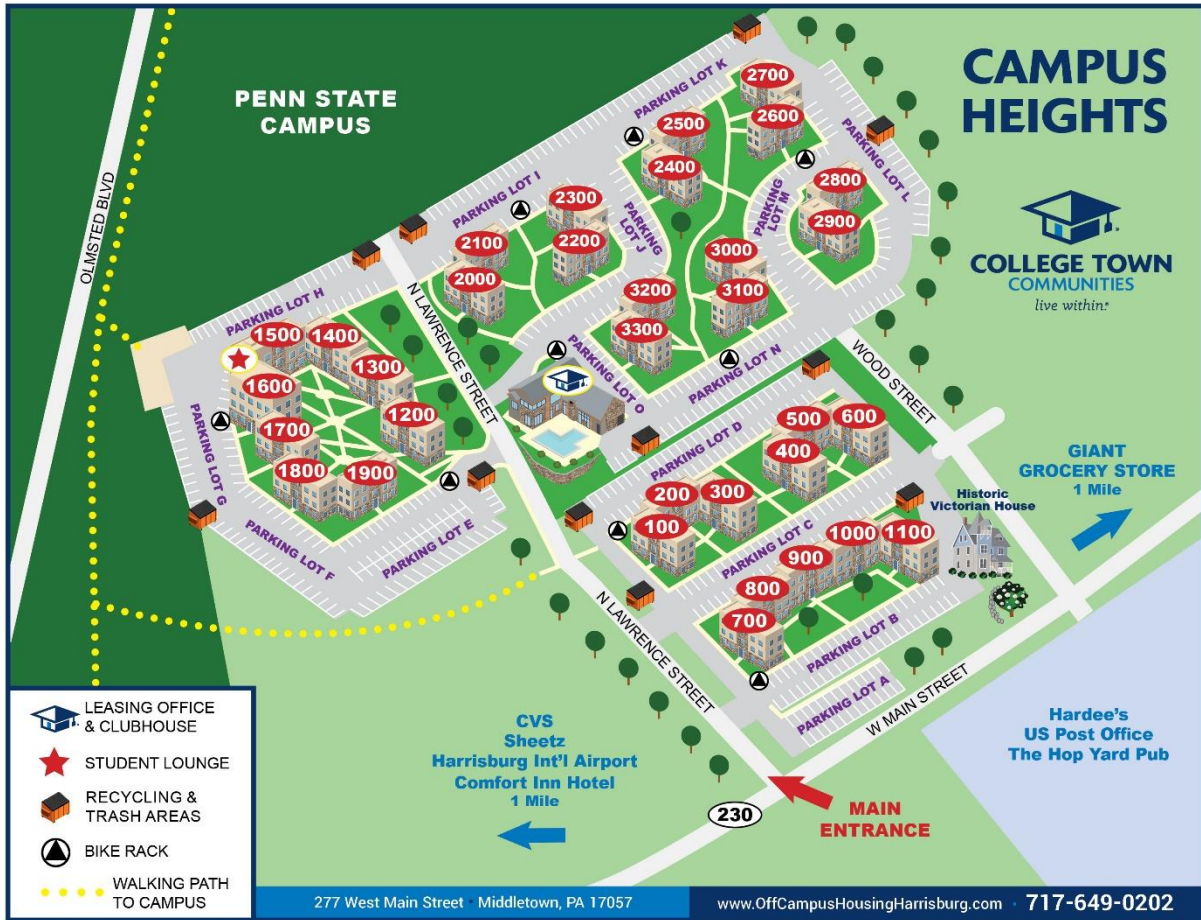 CAMPUS
HEIGHTS
COLLEGE TOWN
COMMUNITIES
live within.®
PENN STATE
CAMPUS
OLMSTED BLVD
PARKING LOT K
2700
2600
2500
2400
PARKING LOT L
2800
2900
PARKING LOT M
PARKING LOT I
2300
2200
2100
2000
PARKING LOT J
3000
3100
3200
3300
PARKING LOT H
N LAWRENCE STREET
1500
1400
1300
1200
1600
1700
1800
1900
PARKING LOT G
PARKING LOT F
PARKING LOT E
PARKING LOT O
PARKING LOT N
WOOD STREET
PARKING LOT D
500
600
400
200
300
100
PARKING LOT C
1000
1100
900
800
700
PARKING LOT B
PARKING LOT A
N LAWRENCE STREET
W MAIN STREET
Historic
Victorian House
GIANT
GROCERY STORE
1 Mile
Hardee's
US Post Office
The Hop Yard Pub
CVS
Sheetz
Harrisburg Int'l Airport
Comfort Inn Hotel
1 Mile
230
MAIN
ENTRANCE
LEASING OFFICE
& CLUBHOUSE
STUDENT LOUNGE
RECYCLING &
TRASH AREAS
BIKE RACK
WALKING PATH
TO CAMPUS
277 West Main Street · Middletown, PA 17057
www.OffCampusHousingHarrisburg.com · 717-649-0202